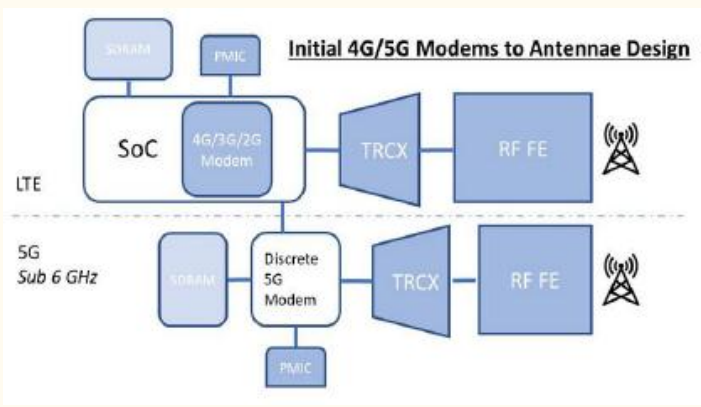 Initial 4G/5G Modems to Antennae Design
SDRAM
PMIC
SoC
4G/3G/2G
Modem
TRCX
RF FE
LTE
5G
Sub 6 GHz
SDRAM
Discrete
5G
Modem
TRCX
RF FE
PMIC